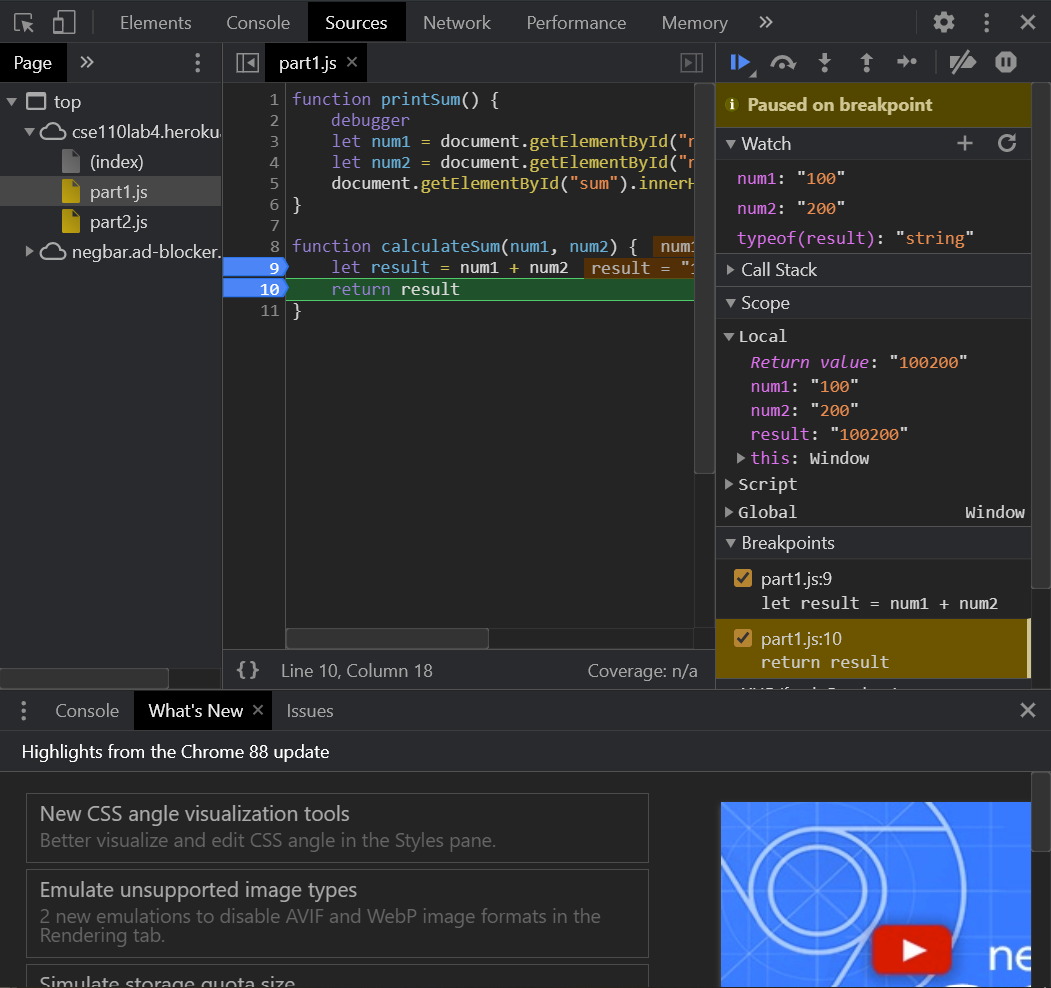 Elements Console Sources Network Performance Memory »
Page »
part1.js ×
top
cse110lab4.heroku
(index)
part1.js
part2.js
negbar.ad-blocker.
1 function printSum() {
2 debugger
3 let num1 = document.getElementById("n
4 let num2 = document.getElementById("n
5 document.getElementById("sum").innerH
6 }
7
8 function calculateSum(num1, num2) { num1
9 let result = num1 + num2 result = "1
10 return result
11 }
{} Line 10, Column 18 Coverage: n/a
Paused on breakpoint
Watch
num1: "100"
num2: "200"
typeof(result): "string"
Call Stack
Scope
Local
Return value: "100200"
num1: "100"
num2: "200"
result: "100200"
this: Window
Script
Global Window
Breakpoints
part1.js:9
let result = num1 + num2
part1.js:10
return result
Console What's New × Issues
Highlights from the Chrome 88 update
New CSS angle visualization tools
Better visualize and edit CSS angle in the Styles pane.
Emulate unsupported image types
2 new emulations to disable AVIF and WebP image formats in the
Rendering tab.
Simulate storage quota size
ne